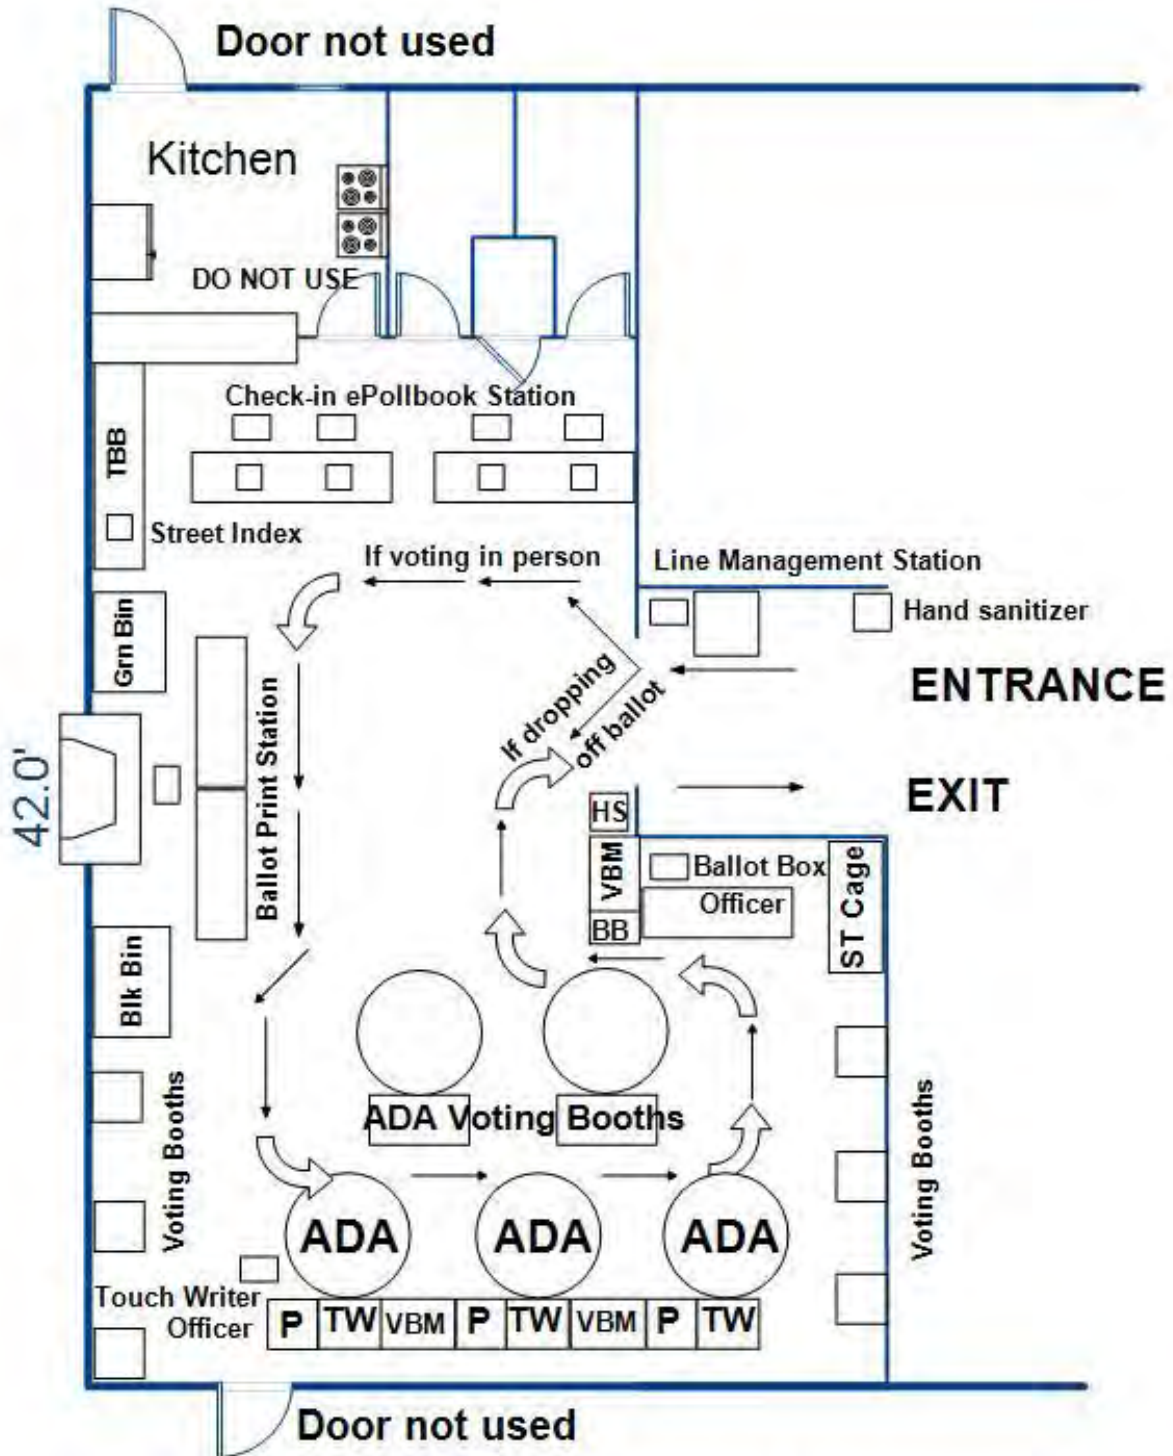 Door not used
Kitchen
DO NOT USE
Check-in ePollbook Station
TBB
Street Index
If voting in person
Line Management Station
Hand sanitizer
Grn Bin
ENTRANCE
If dropping
off ballot
Ballot Print Station
42.0'
EXIT
HS
VBM
Ballot Box
Officer
BB
ST Cage
Blk Bin
ADA Voting Booths
Voting Booths
Voting Booths
ADA
ADA
ADA
Touch Writer
Officer
P
TW
VBM
P
TW
VBM
P
TW
Door not used